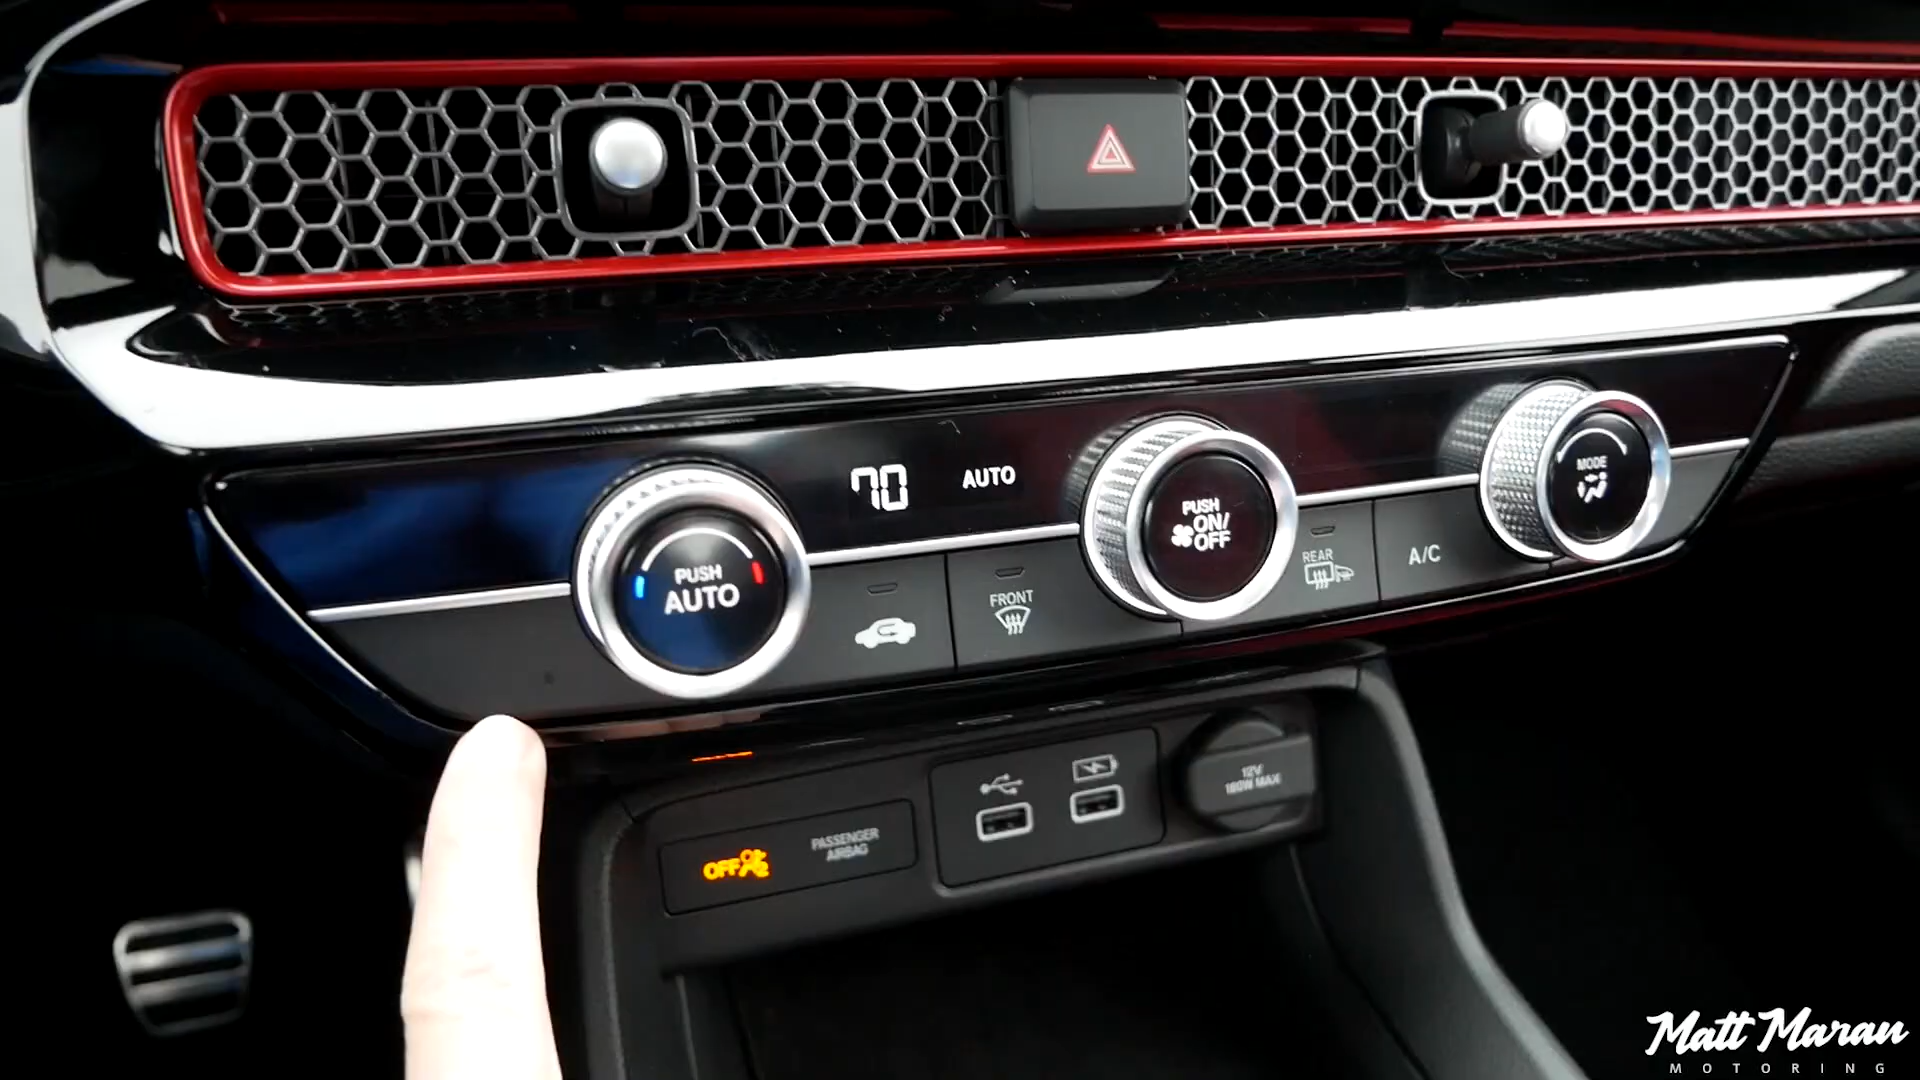 70 AUTO
PUSH
AUTO
FRONT
PUSH
ON/
OFF
REAR
A/C
MODE
OFF
PASSENGER
AIRBAG
12V
180W MAX
Matt Maran
MOTORING